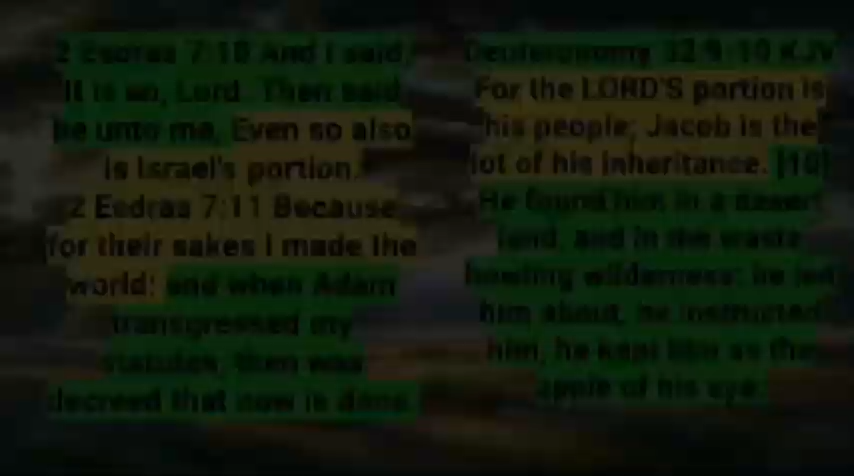 2 Esdras 7:10 And I said,
It is so, Lord. Then said
he unto me, Even so also
is Israel's portion.
2 Esdras 7:11 Because
for their sakes I made the
world: and when Adam
transgressed my
statutes, then was
decreed that now is done.
Deuteronomy 32:9-10 KJV
For the LORD'S portion is
his people; Jacob is the
lot of his inheritance. [10]
He found him in a desert
land, and in the waste
howling wilderness; he led
him about, he instructed
him, he kept him as the
apple of his eye.